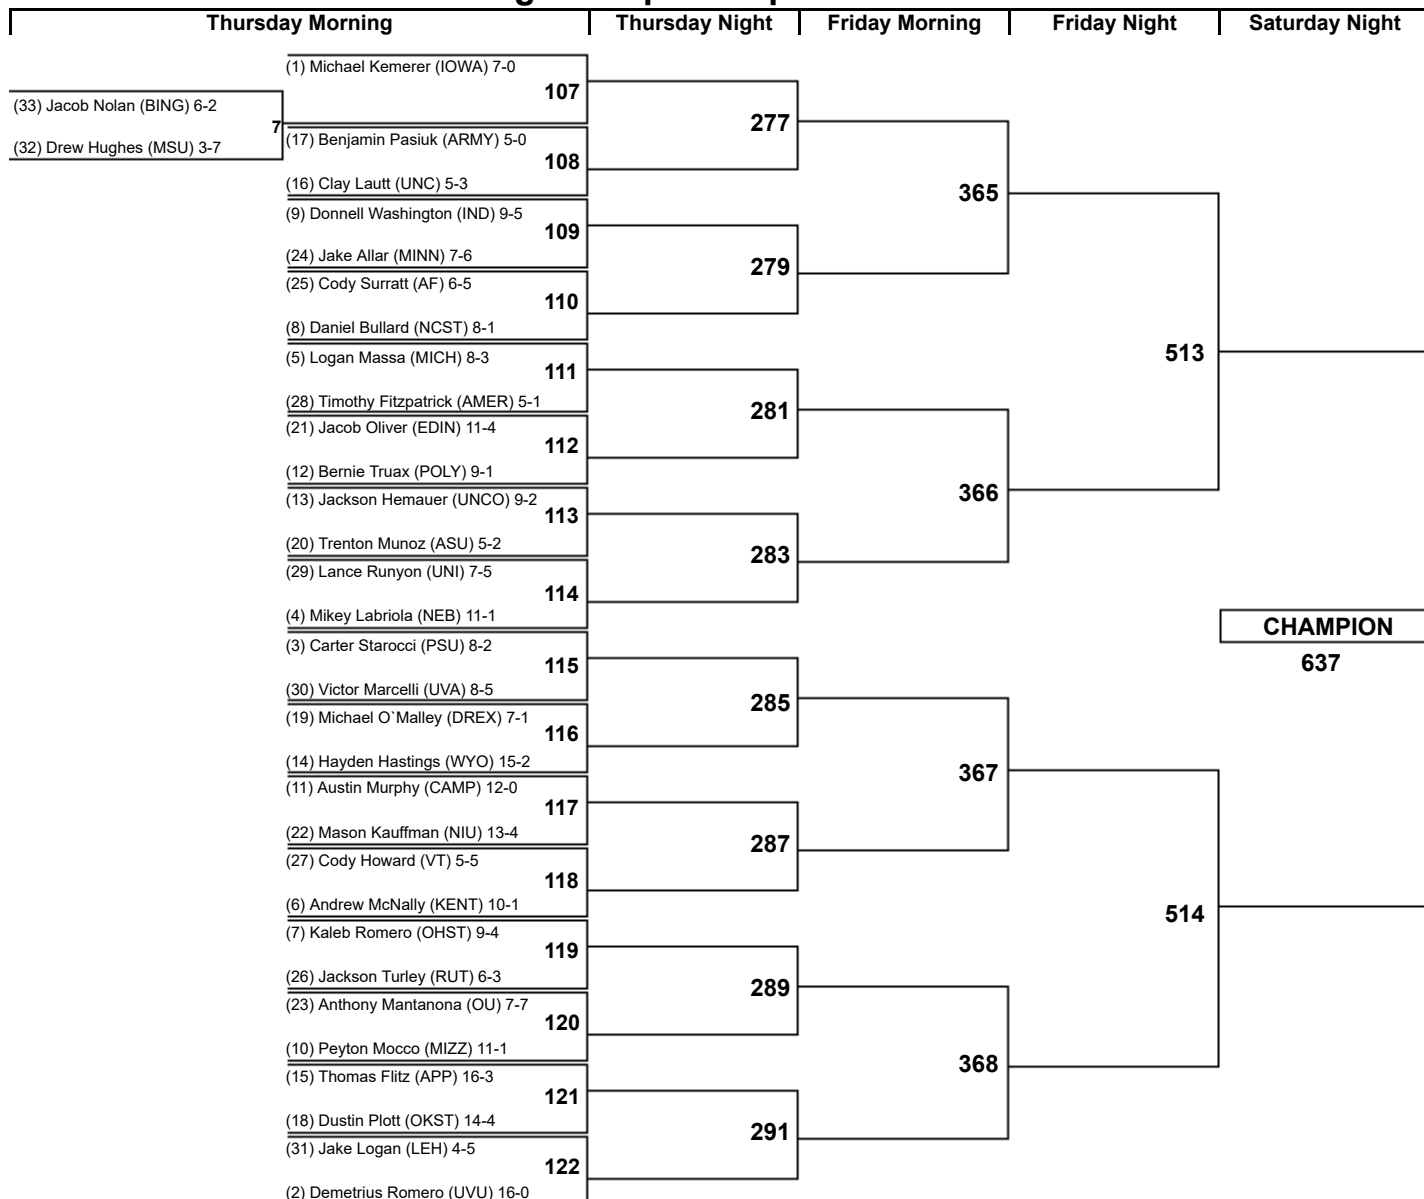 Thursday Morning Thursday Night Friday Morning Friday Night Saturday Night
(1) Michael Kemerer (IOWA) 7-0
107
(33) Jacob Nolan (BING) 6-2
7
(32) Drew Hughes (MSU) 3-7
277
(17) Benjamin Pasiuk (ARMY) 5-0
108
(16) Clay Lautt (UNC) 5-3
365
(9) Donnell Washington (IND) 9-5
109
(24) Jake Allar (MINN) 7-6
279
(25) Cody Surratt (AF) 6-5
110
(8) Daniel Bullard (NCST) 8-1
513
(5) Logan Massa (MICH) 8-3
111
(28) Timothy Fitzpatrick (AMER) 5-1
281
(21) Jacob Oliver (EDIN) 11-4
112
(12) Bernie Truax (POLY) 9-1
366
(13) Jackson Hemauer (UNCO) 9-2
113
(20) Trenton Munoz (ASU) 5-2
283
(29) Lance Runyon (UNI) 7-5
114
(4) Mikey Labriola (NEB) 11-1
CHAMPION
637
(3) Carter Starocci (PSU) 8-2
115
(30) Victor Marcelli (UVA) 8-5
285
(19) Michael O`Malley (DREX) 7-1
116
(14) Hayden Hastings (WYO) 15-2
367
(11) Austin Murphy (CAMP) 12-0
117
(22) Mason Kauffman (NIU) 13-4
287
(27) Cody Howard (VT) 5-5
118
(6) Andrew McNally (KENT) 10-1
514
(7) Kaleb Romero (OHST) 9-4
119
(26) Jackson Turley (RUT) 6-3
289
(23) Anthony Mantanona (OU) 7-7
120
(10) Peyton Mocco (MIZZ) 11-1
368
(15) Thomas Flitz (APP) 16-3
121
(18) Dustin Plott (OKST) 14-4
291
(31) Jake Logan (LEH) 4-5
122
(2) Demetrius Romero (UVU) 16-0